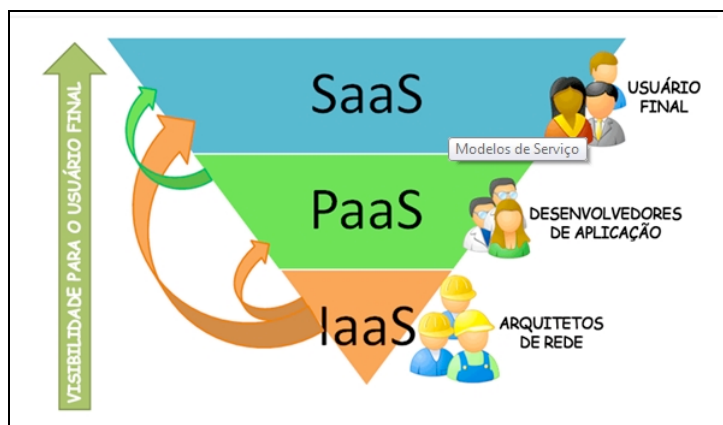 VISIBILIDADE PARA O USUÁRIO FINAL
SaaS
USUÁRIO
FINAL
Modelos de Serviço
PaaS
DESENVOLVEDORES
DE APLICAÇÃO
IaaS
ARQUITETOS
DE REDE